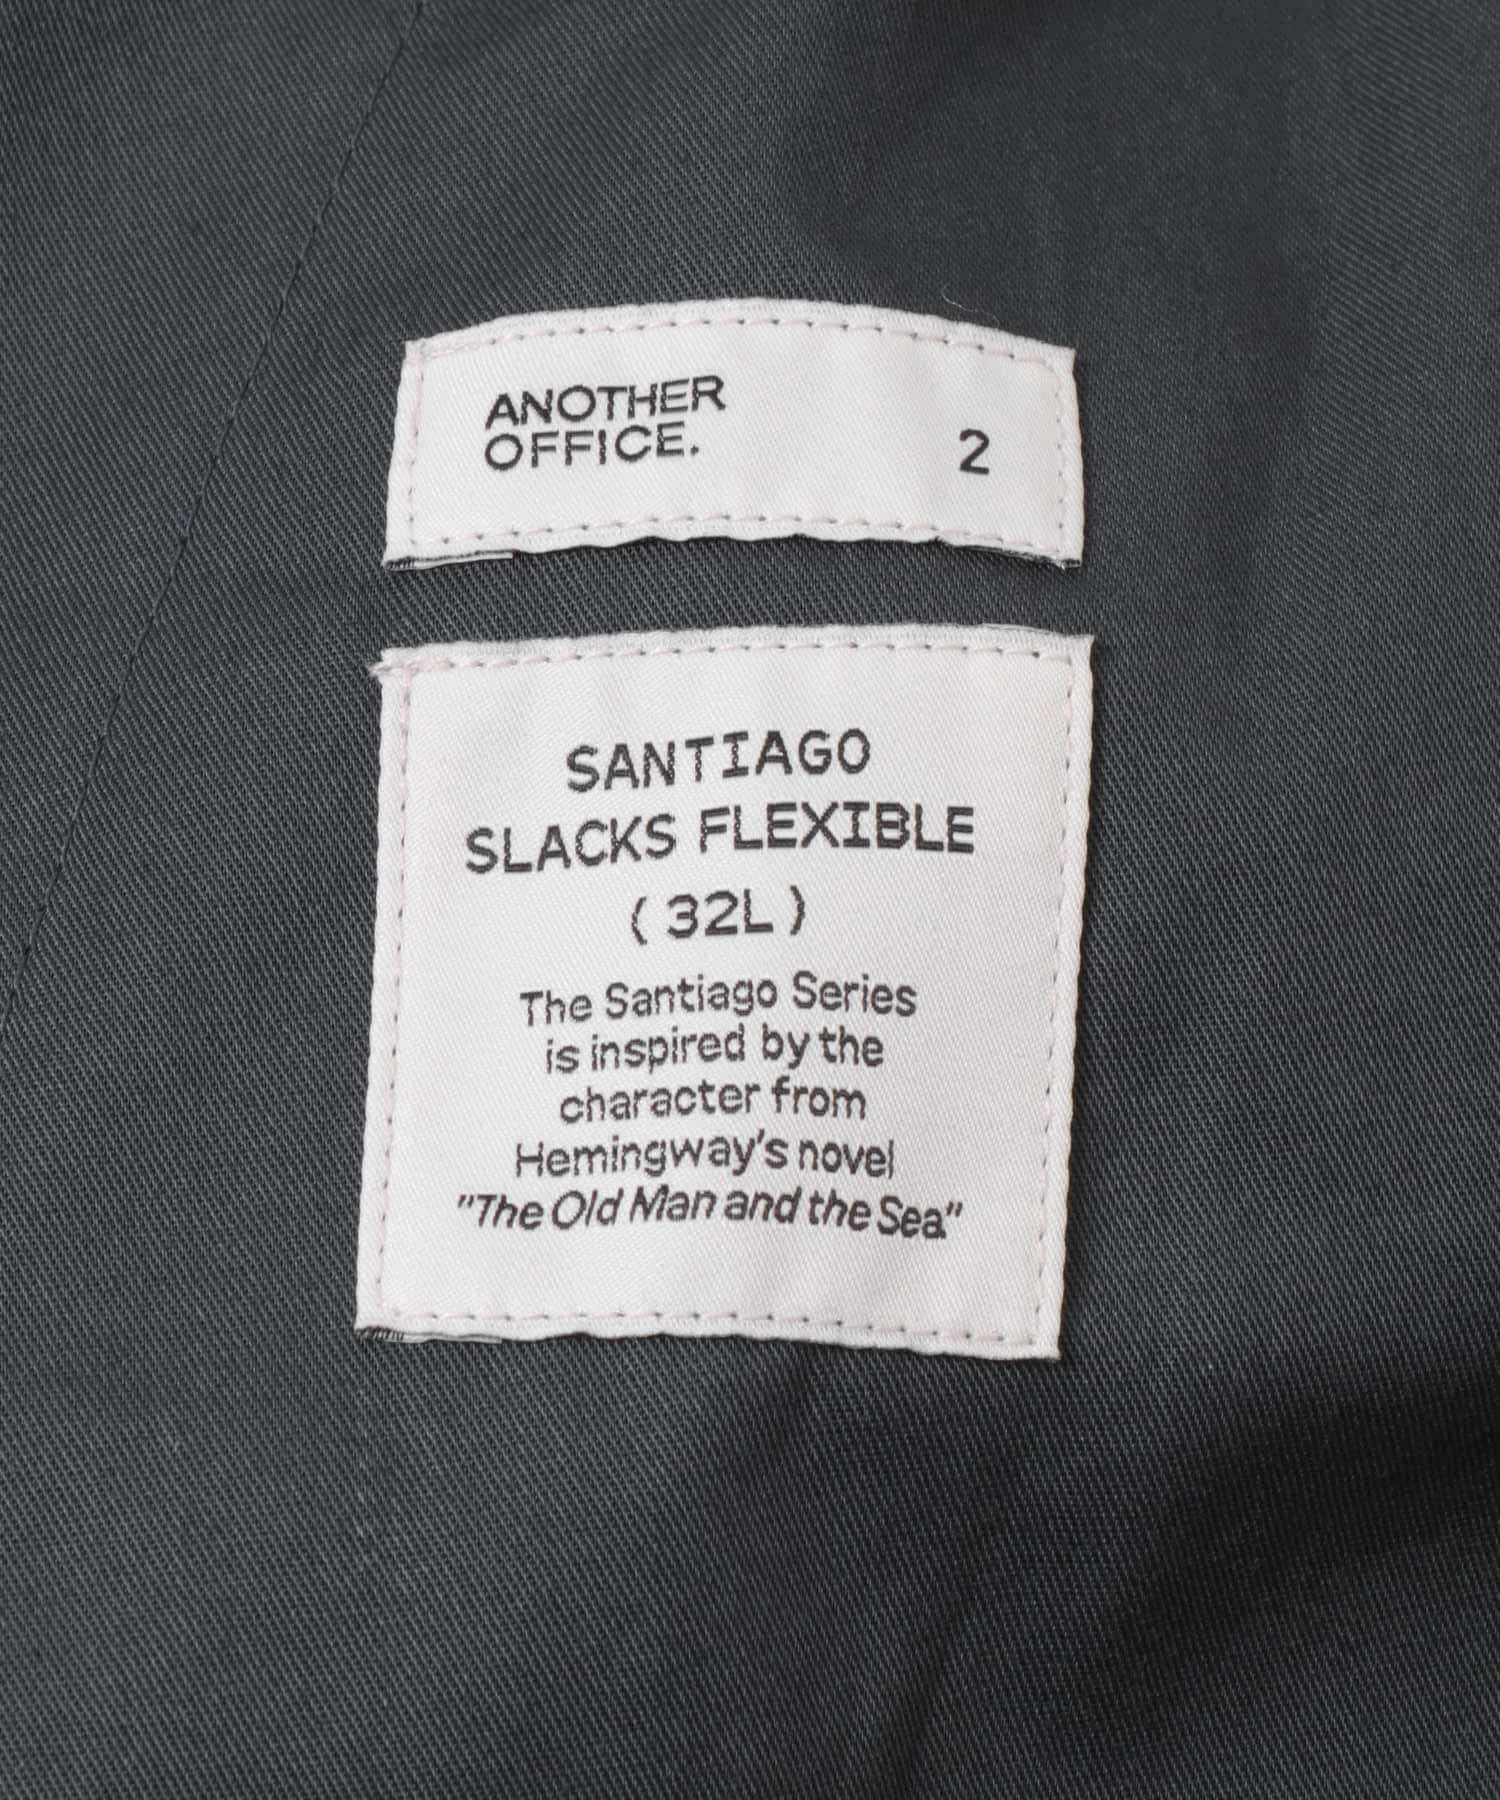 ANOTHER
OFFICE.
2
SANTIAGO
SLACKS FLEXIBLE
( 32L )
The Santiago Series
is inspired by the
character from
Hemingway's novel
"The Old Man and the Sea"